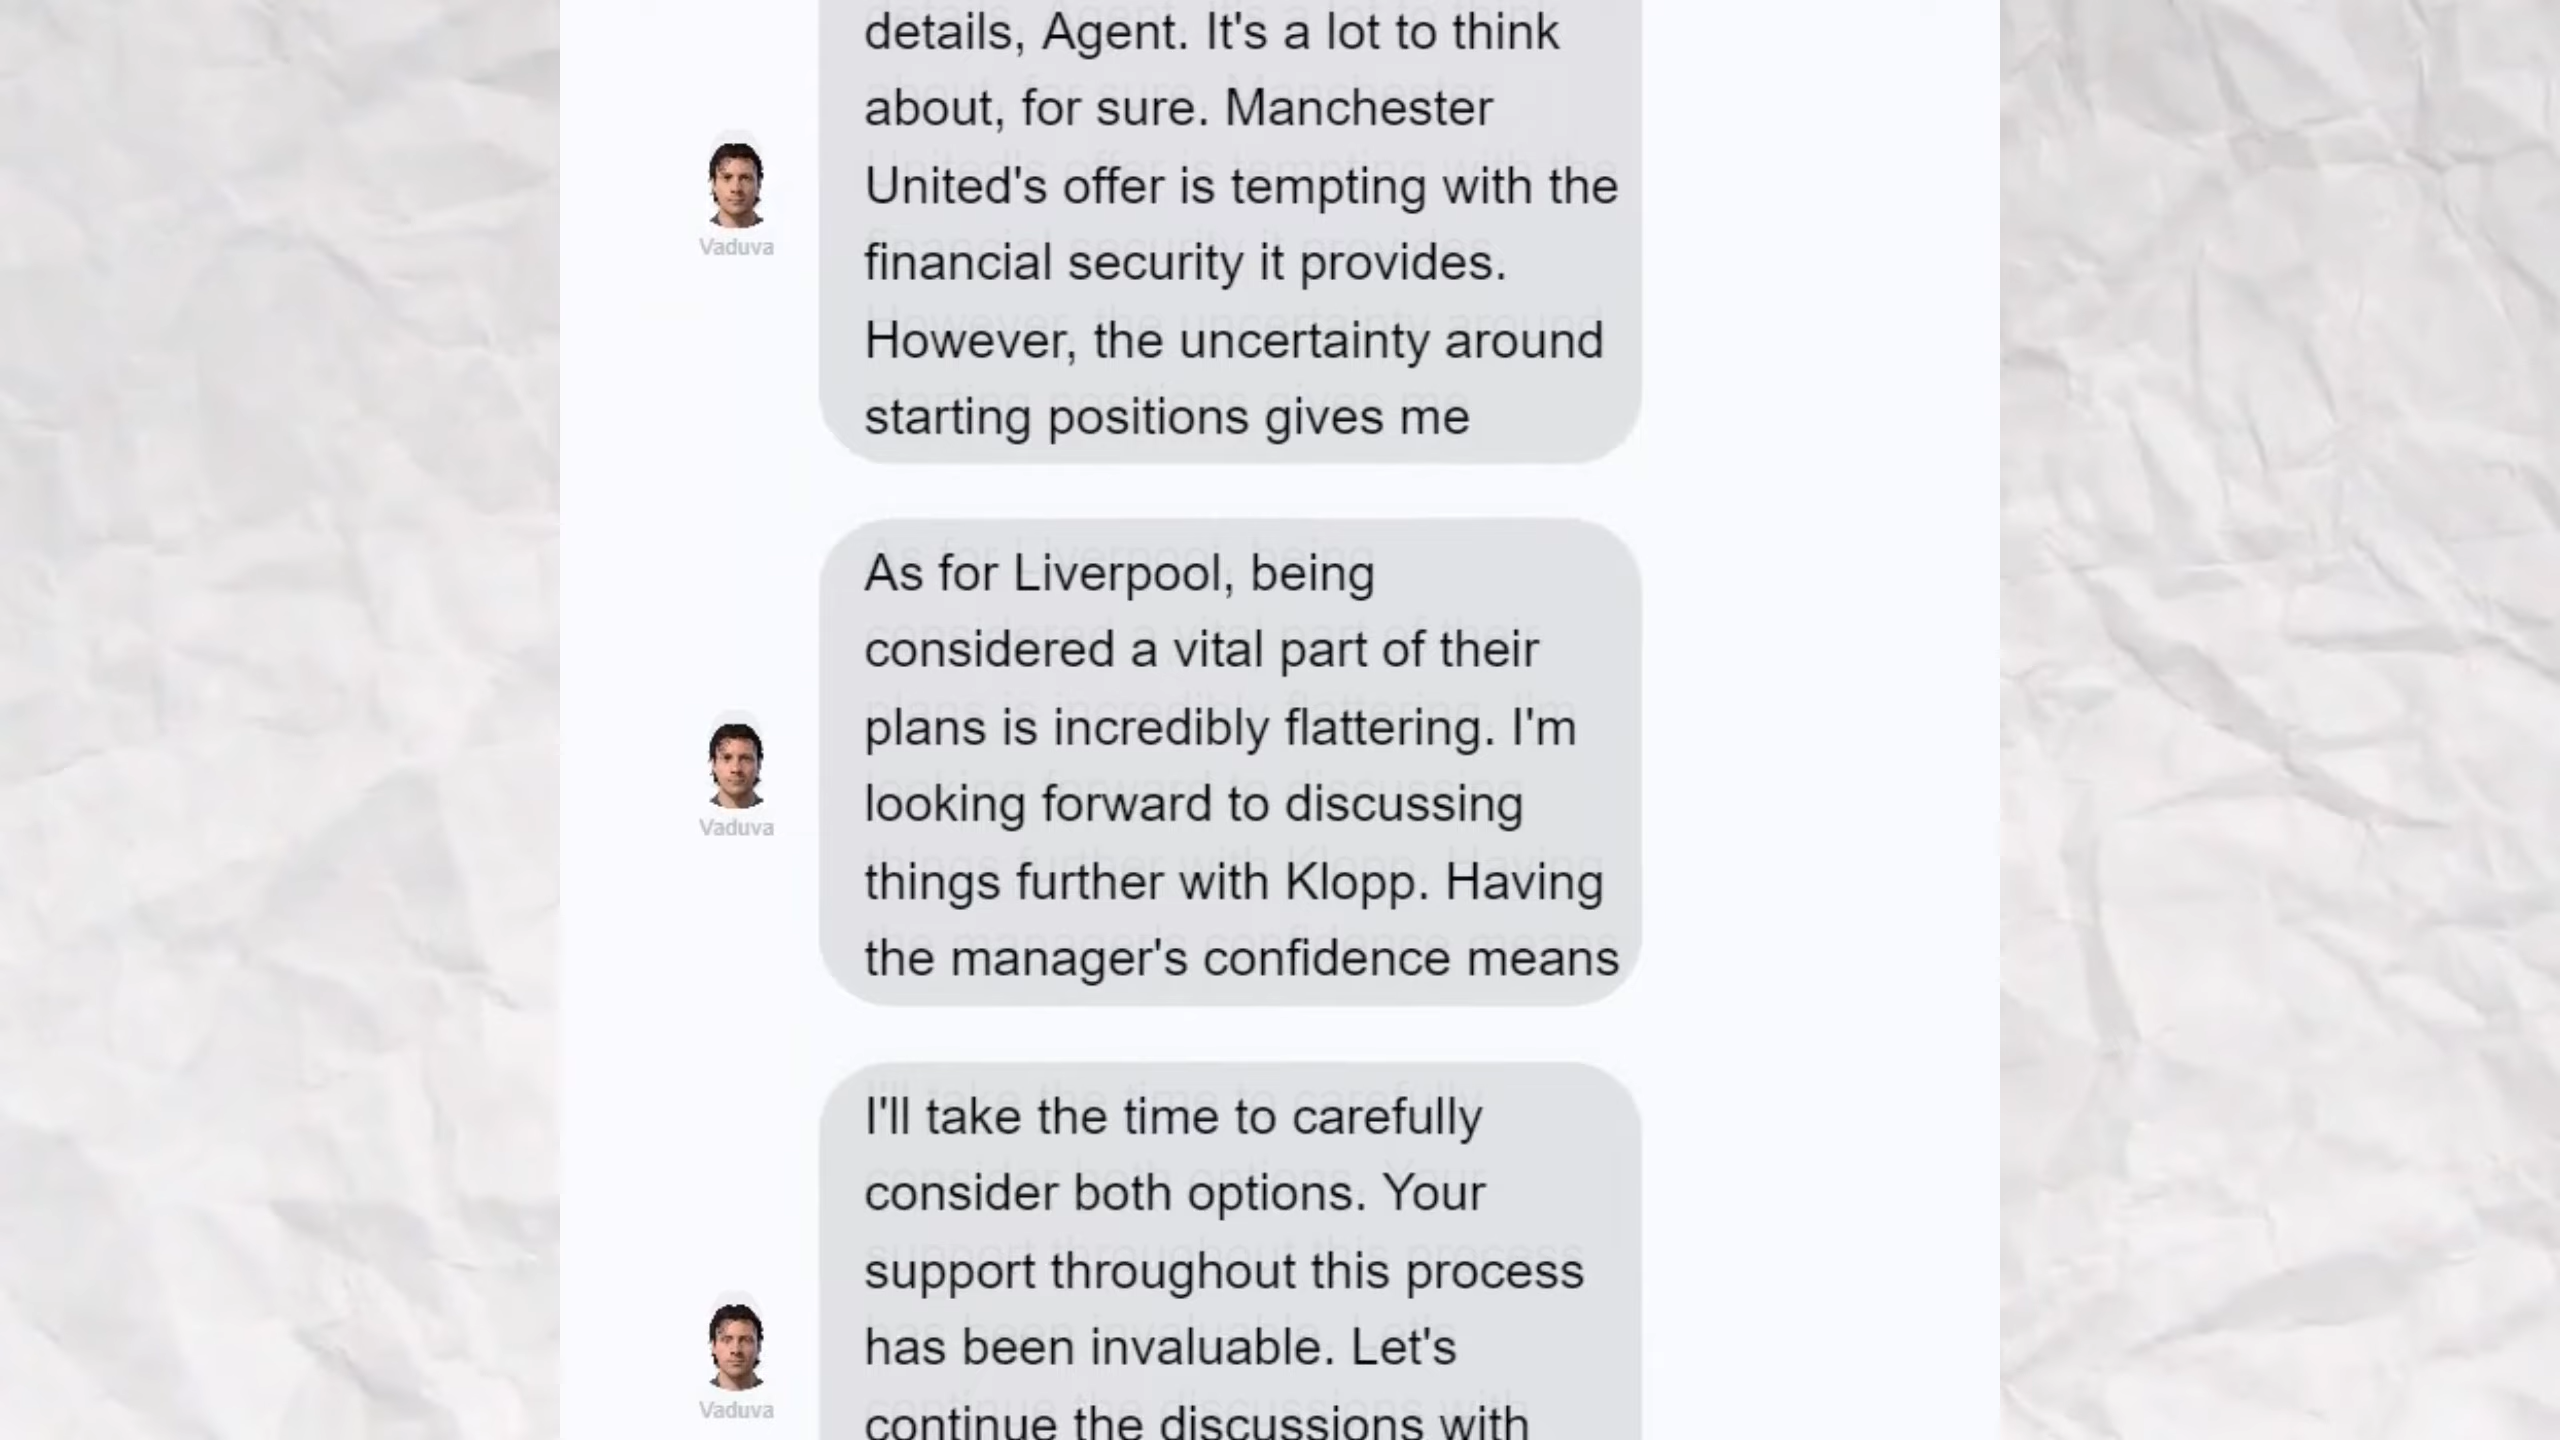 details, Agent. It's a lot to think
about, for sure. Manchester
United's offer is tempting with the
financial security it provides.
However, the uncertainty around
starting positions gives me
Vaduva
As for Liverpool, being
considered a vital part of their
plans is incredibly flattering. I'm
looking forward to discussing
things further with Klopp. Having
the manager's confidence means
Vaduva
I'll take the time to carefully
consider both options. Your
support throughout this process
has been invaluable. Let's
continue the discussions with
Vaduva